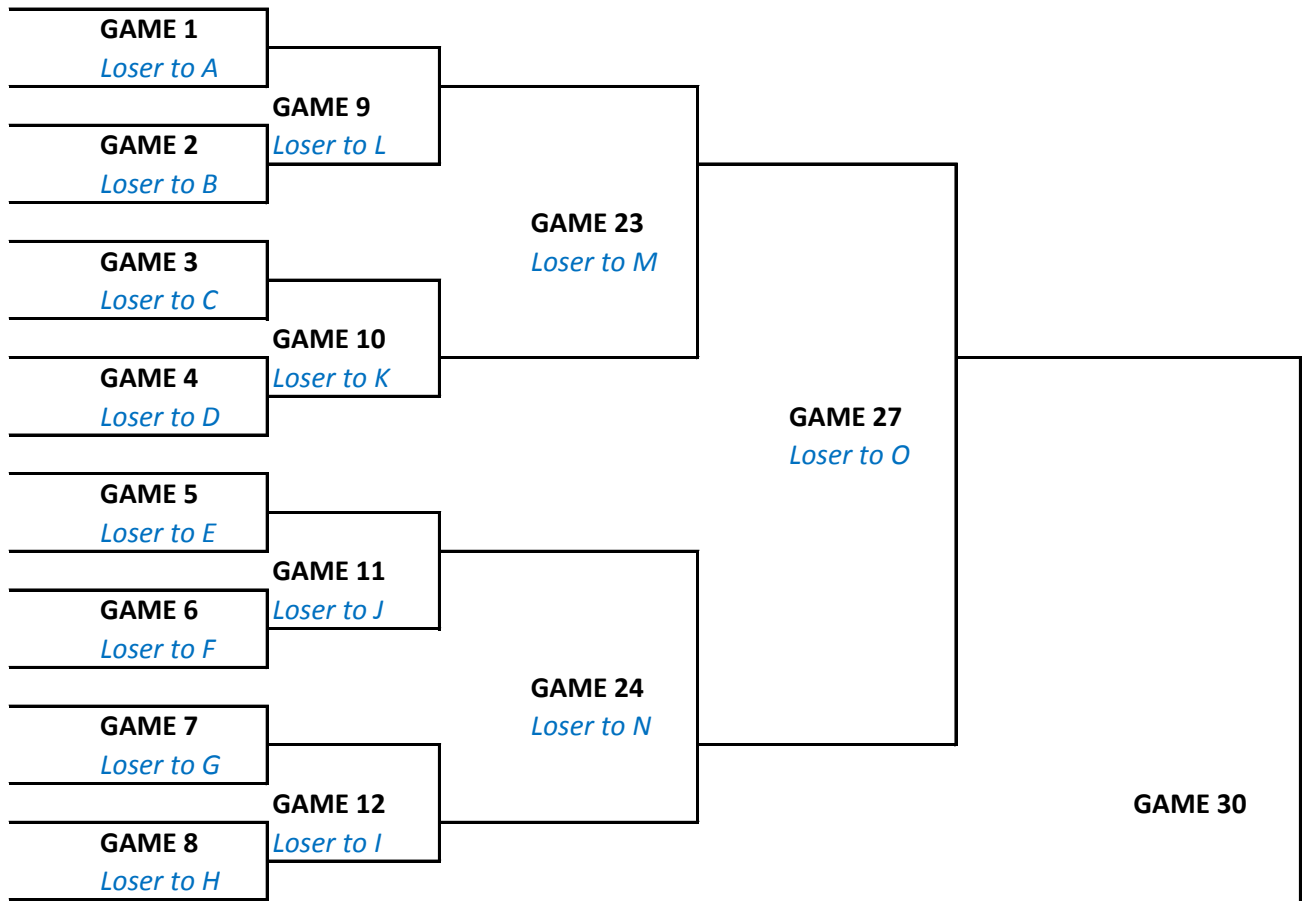 GAME 1
Loser to A
GAME 9
GAME 2
Loser to L
Loser to B
GAME 23
GAME 3
Loser to M
Loser to C
GAME 10
GAME 4
Loser to K
Loser to D
GAME 27
Loser to O
GAME 5
Loser to E
GAME 11
GAME 6
Loser to J
Loser to F
GAME 24
GAME 7
Loser to N
Loser to G
GAME 12
GAME 30
GAME 8
Loser to I
Loser to H